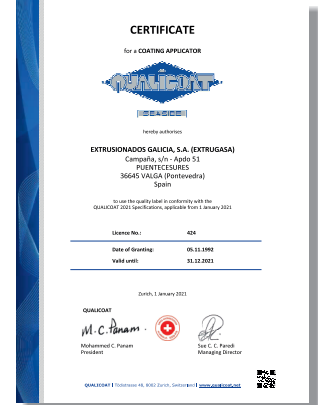 CERTIFICATE
for a COATING APPLICATOR
QUALICOAT
SEASIDE
hereby authorises
EXTRUSIONADOS GALICIA, S.A. (EXTRUGASA)
Campaña, s/n - Apdo 51
PUENTECESURES
36645 VALGA (Pontevedra)
Spain
to use the quality label in conformity with the
QUALICOAT 2021 Specifications, applicable from 1 January 2021
Licence No.: 424
Date of Granting: 05.11.1992
Valid until: 31.12.2021
Zurich, 1 January 2021
QUALICOAT
M.C. Panam
Mohammed C. Panam Sue C. C. Paredi
President Managing Director
QUALICOAT | Tödistrasse 48, 8002 Zurich, Switzerland | www.qualicoat.net